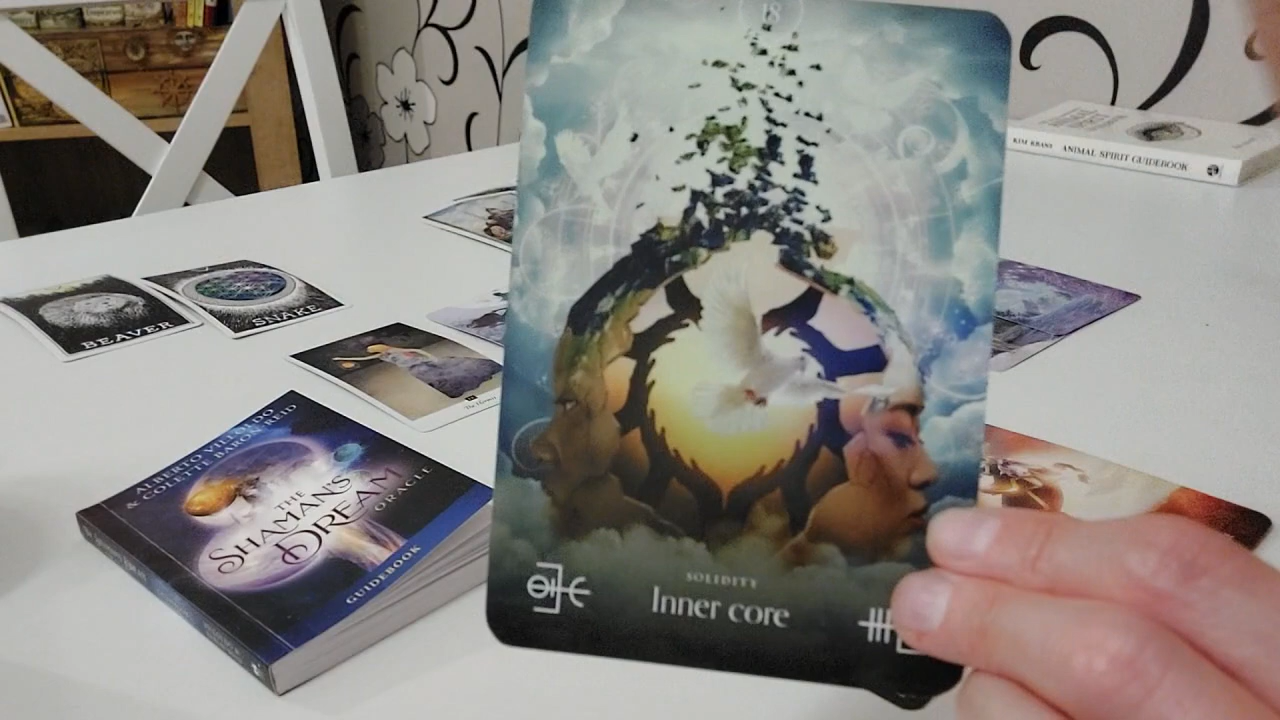 18
KIM KRANS ANIMAL SPIRIT GUIDEBOOK
BEAVER
SNAKE
ALBERTO VILLOLDO
& COLETTE BARON-REID
THE
SHAMAN'S
DREAM
ORACLE
GUIDEBOOK
SOLIDITY
Inner core